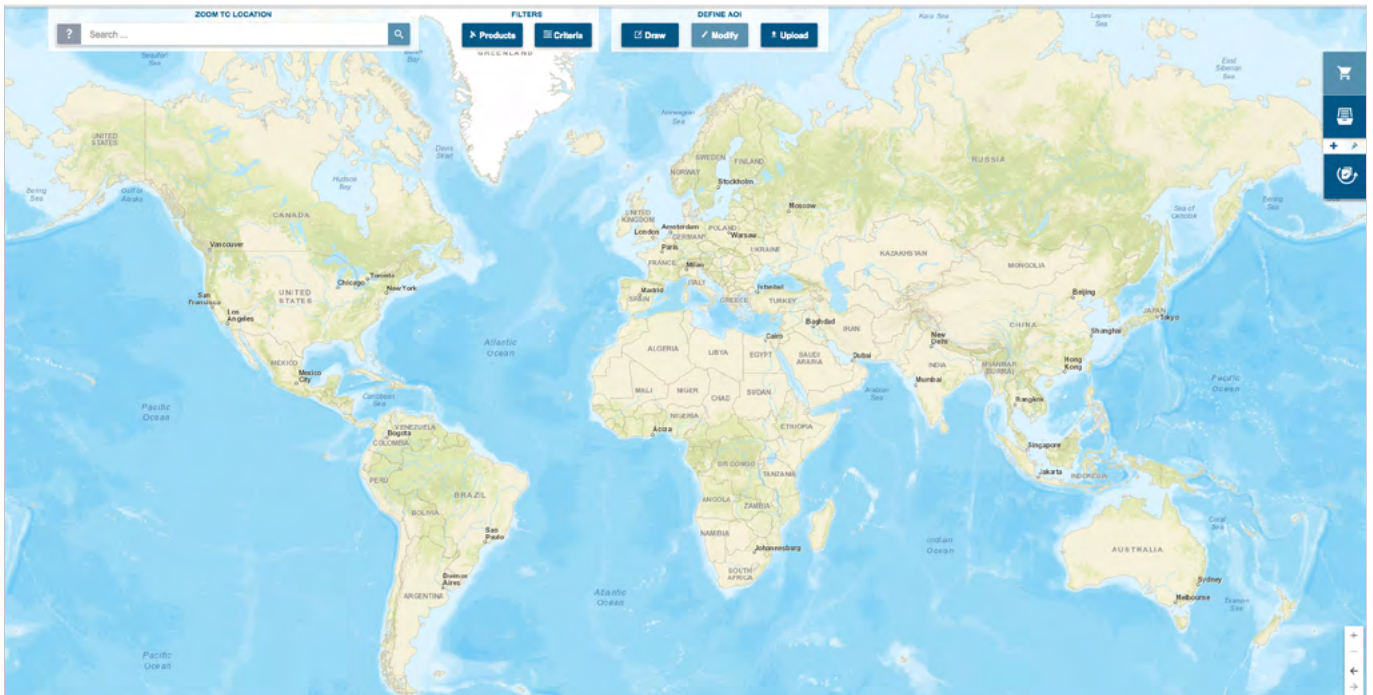 ZOOM TO LOCATION
FILTERS
DEFINE AOI
?
Search ...
Products
Criteria
Draw
Modify
Upload
Kara Sea
Laptev
Sea
Beaufort
Sea
Bay
GREENLAND
East
Siberian
Sea
Norwegian
Sea
UNITED
STATES
Davis
Strait
RUSSIA
SWEDEN
FINLAND
NORWAY
Stockholm
Hudson
Bay
Bering
Sea
Gulf of
Alaska
Moscow
Bering
Sea
Sea of
Okhotsk
CANADA
UNITED
KINGDOM
London
Amsterdam
POLAND
Warsaw
GERMANY
Paris
Vancouver
UKRAINE
KAZAKHSTAN
MONGOLIA
FRANCE
Milan
ITALY
Toronto
Chicago
New York
UNITED
STATES
San
Francisco
Los
Angeles
Madrid
SPAIN
Istanbul
GREECE
TURKEY
Beijing
JAPAN
Tokyo
CHINA
Shanghai
Baghdad
IRAN
Cairo
New
Delhi
Atlantic
Ocean
ALGERIA
LIBYA
EGYPT
SAUDI
ARABIA
Dubai
INDIA
MYANMAR
(BURMA)
Hong
Kong
MEXICO
Mexico
City
Mumbai
Pacific
Ocean
MALI
NIGER
CHAD
SUDAN
Arabian
Sea
Bangkok
Caribbean
Sea
Pacific
Ocean
NIGERIA
Accra
ETHIOPIA
VENEZUELA
Bogota
COLOMBIA
Singapore
DR CONGO
TANZANIA
Jakarta
INDONESIA
PERU
BRAZIL
ANGOLA
ZAMBIA
BOLIVIA
Coral
Sea
Sao
Paulo
NAMIBIA
Johannesburg
Indian
Ocean
AUSTRALIA
SOUTH
AFRICA
Buenos
Aires
ARGENTINA
Sydney
Melbourne
Tasman
Sea
Atlantic
Ocean
Pacific
Ocean